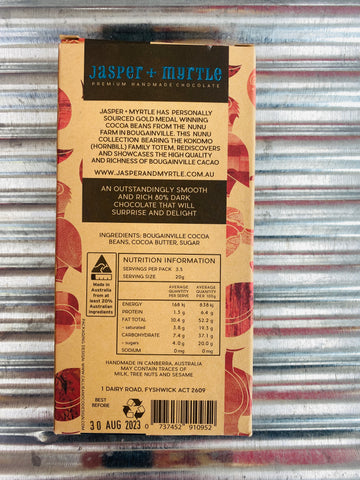 Jasper + Myrtle
PREMIUM HANDMADE CHOCOLATE
JASPER + MYRTLE HAS PERSONALLY
SOURCED GOLD MEDAL WINNING
COCOA BEANS FROM THE NUNU
FARM IN BOUGAINVILLE. THIS NUNU
COLLECTION BEARING THE KOKOMO
(HORNBILL) FAMILY TOTEM, REDISCOVERS
AND SHOWCASES THE HIGH QUALITY
AND RICHNESS OF BOUGAINVILLE CACAO
WWW.JASPERANDMYRTLE.COM.AU
AN OUTSTANDINGLY SMOOTH
AND RICH 80% DARK
CHOCOLATE THAT WILL
SURPRISE AND DELIGHT
INGREDIENTS: BOUGAINVILLE COCOA
BEANS, COCOA BUTTER, SUGAR
Made in
Australia
from at
least 20%
Australian
ingredients
NUTRITION INFORMATION
SERVINGS PER PACK 3.5
SERVING SIZE 20g
AVERAGE QUANTITY PER SERVE
AVERAGE QUANTITY PER 100g
ENERGY 168 kj 838 kj
PROTEIN 1.3 g 6.4 g
FAT 10.4 g 52.2 g
- saturated 3.8 g 19.3 g
CARBOHYDRATE 7.4 g 37.1 g
- sugars 4.0 g 20.0 g
SODIUM 0 mg 0 mg
HANDMADE IN CANBERRA, AUSTRALIA
MAY CONTAIN TRACES OF
MILK, TREE NUTS AND SESAME
1 DAIRY ROAD, FYSHWICK ACT 2609
BEST
BEFORE
30 AUG 2023
0 737452 910952